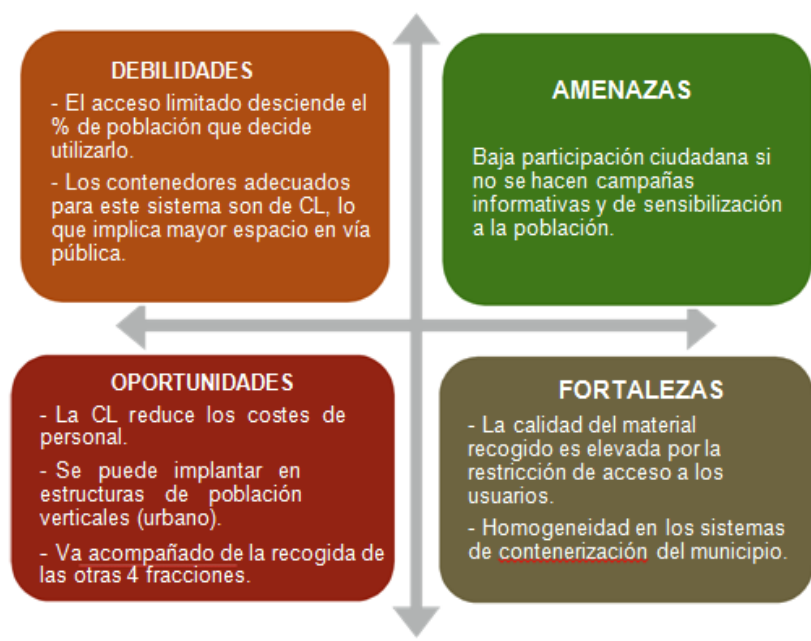 DEBILIDADES
- El acceso limitado desciende el
% de población que decide
utilizarlo.
- Los contenedores adecuados
para este sistema son de CL, lo
que implica mayor espacio en vía
pública.
AMENAZAS
Baja participación ciudadana si
no se hacen campañas
informativas y de sensibilización
a la población.
OPORTUNIDADES
- La CL reduce los costes de
personal.
- Se puede implantar en
estructuras de población
verticales (urbano).
- Va acompañado de la recogida de
las otras 4 fracciones.
FORTALEZAS
- La calidad del material
recogido es elevada por la
restricción de acceso a los
usuarios.
- Homogeneidad en los sistemas
de contenerización del municipio.